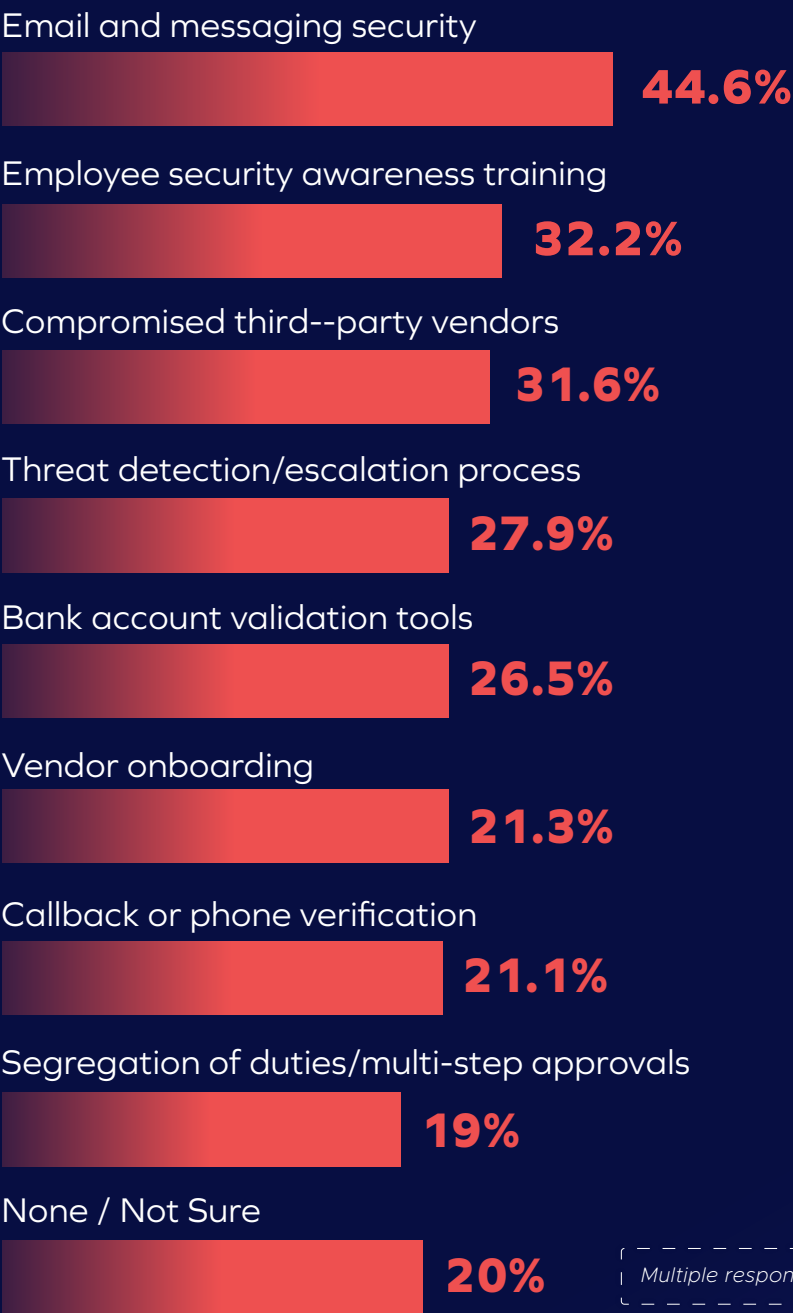 Email and messaging security
44.6%
Employee security awareness training
32.2%
Compromised third--party vendors
31.6%
Threat detection/escalation process
27.9%
Bank account validation tools
26.5%
Vendor onboarding
21.3%
Callback or phone verification
21.1%
Segregation of duties/multi-step approvals
19%
None / Not Sure
20%
Multiple